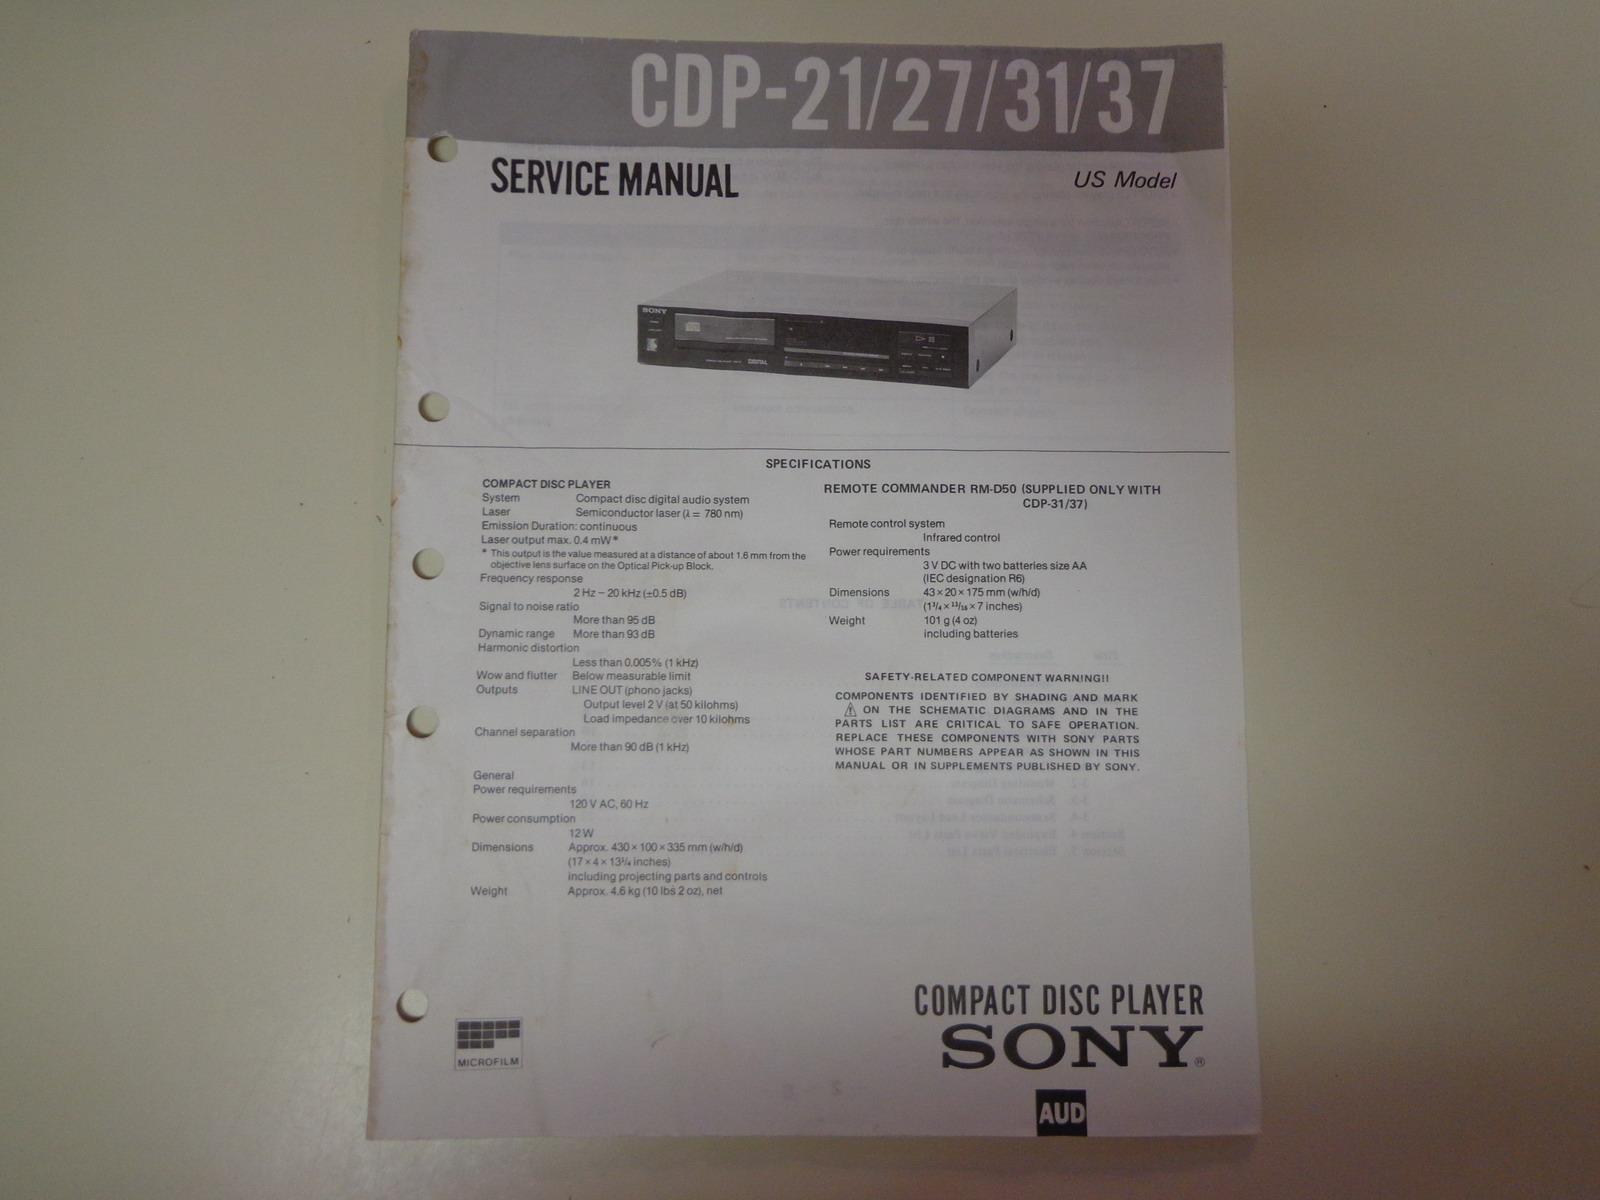 CDP-21/27/31/37
SERVICE MANUAL
US Model
SONY
DIGITAL
SPECIFICATIONS
COMPACT DISC PLAYER
System Compact disc digital audio system
Laser Semiconductor laser (λ = 780 nm)
Emission Duration: continuous
Laser output max. 0.4 mW*
* This output is the value measured at a distance of about 1.6 mm from the
objective lens surface on the Optical Pick-up Block.
Frequency response
2 Hz – 20 kHz (±0.5 dB)
Signal to noise ratio
More than 95 dB
Dynamic range More than 93 dB
Harmonic distortion
Less than 0.005% (1 kHz)
Wow and flutter Below measurable limit
Outputs LINE OUT (phono jacks)
Output level 2 V (at 50 kilohms)
Load impedance over 10 kilohms
Channel separation
More than 90 dB (1 kHz)
General
Power requirements
120 V AC, 60 Hz
Power consumption
12 W
Dimensions Approx. 430 × 100 × 335 mm (w/h/d)
(17 × 4 × 13¼ inches)
including projecting parts and controls
Weight Approx. 4.6 kg (10 lbs 2 oz), net
REMOTE COMMANDER RM-D50 (SUPPLIED ONLY WITH
CDP-31/37)
Remote control system
Infrared control
Power requirements
3 V DC with two batteries size AA
(IEC designation R6)
Dimensions 43 × 20 × 175 mm (w/h/d)
(1¾ × 13/16 × 7 inches)
Weight 101 g (4 oz)
including batteries
SAFETY-RELATED COMPONENT WARNING!!
COMPONENTS IDENTIFIED BY SHADING AND MARK
⚠ ON THE SCHEMATIC DIAGRAMS AND IN THE
PARTS LIST ARE CRITICAL TO SAFE OPERATION.
REPLACE THESE COMPONENTS WITH SONY PARTS
WHOSE PART NUMBERS APPEAR AS SHOWN IN THIS
MANUAL OR IN SUPPLEMENTS PUBLISHED BY SONY.
MICROFILM
COMPACT DISC PLAYER
SONY®
AUD